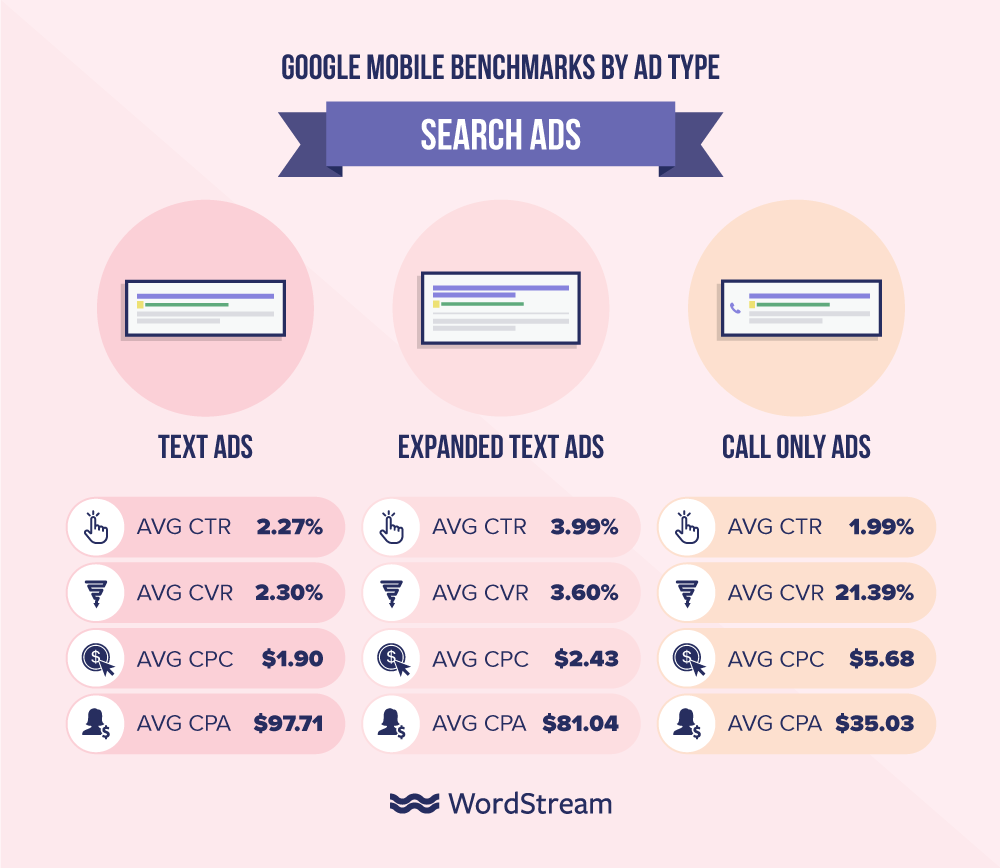 GOOGLE MOBILE BENCHMARKS BY AD TYPE
SEARCH ADS
TEXT ADS
AVG CTR 2.27%
AVG CVR 2.30%
AVG CPC $1.90
AVG CPA $97.71
EXPANDED TEXT ADS
AVG CTR 3.99%
AVG CVR 3.60%
AVG CPC $2.43
AVG CPA $81.04
CALL ONLY ADS
AVG CTR 1.99%
AVG CVR 21.39%
AVG CPC $5.68
AVG CPA $35.03
WordStream